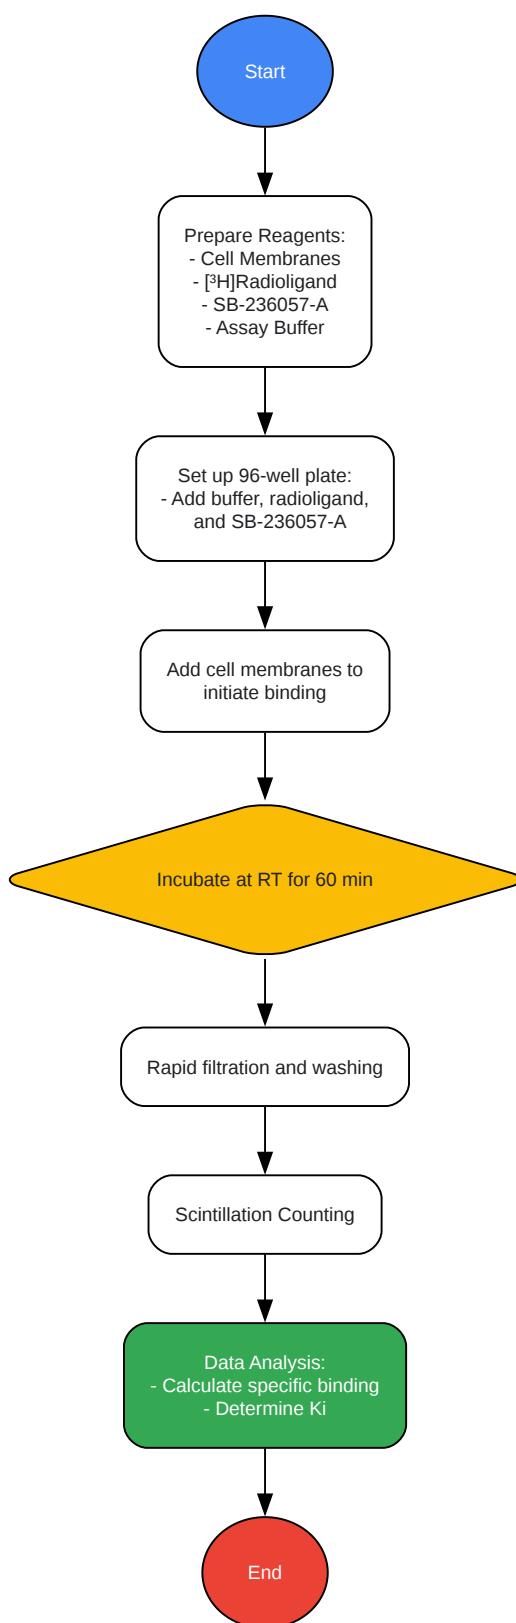 Start
Prepare Reagents:
- Cell Membranes
- [³H]Radioligand
- SB-236057-A
- Assay Buffer
Set up 96-well plate:
- Add buffer, radioligand,
and SB-236057-A
Add cell membranes to
initiate binding
Incubate at RT for 60 min
Rapid filtration and washing
Scintillation Counting
Data Analysis:
- Calculate specific binding
- Determine Ki
End